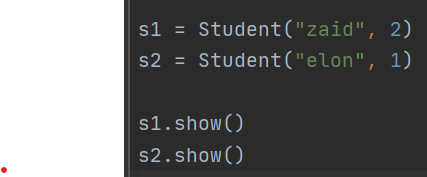 s1 = Student("zaid", 2)
s2 = Student("elon", 1)
s1.show()
s2.show()